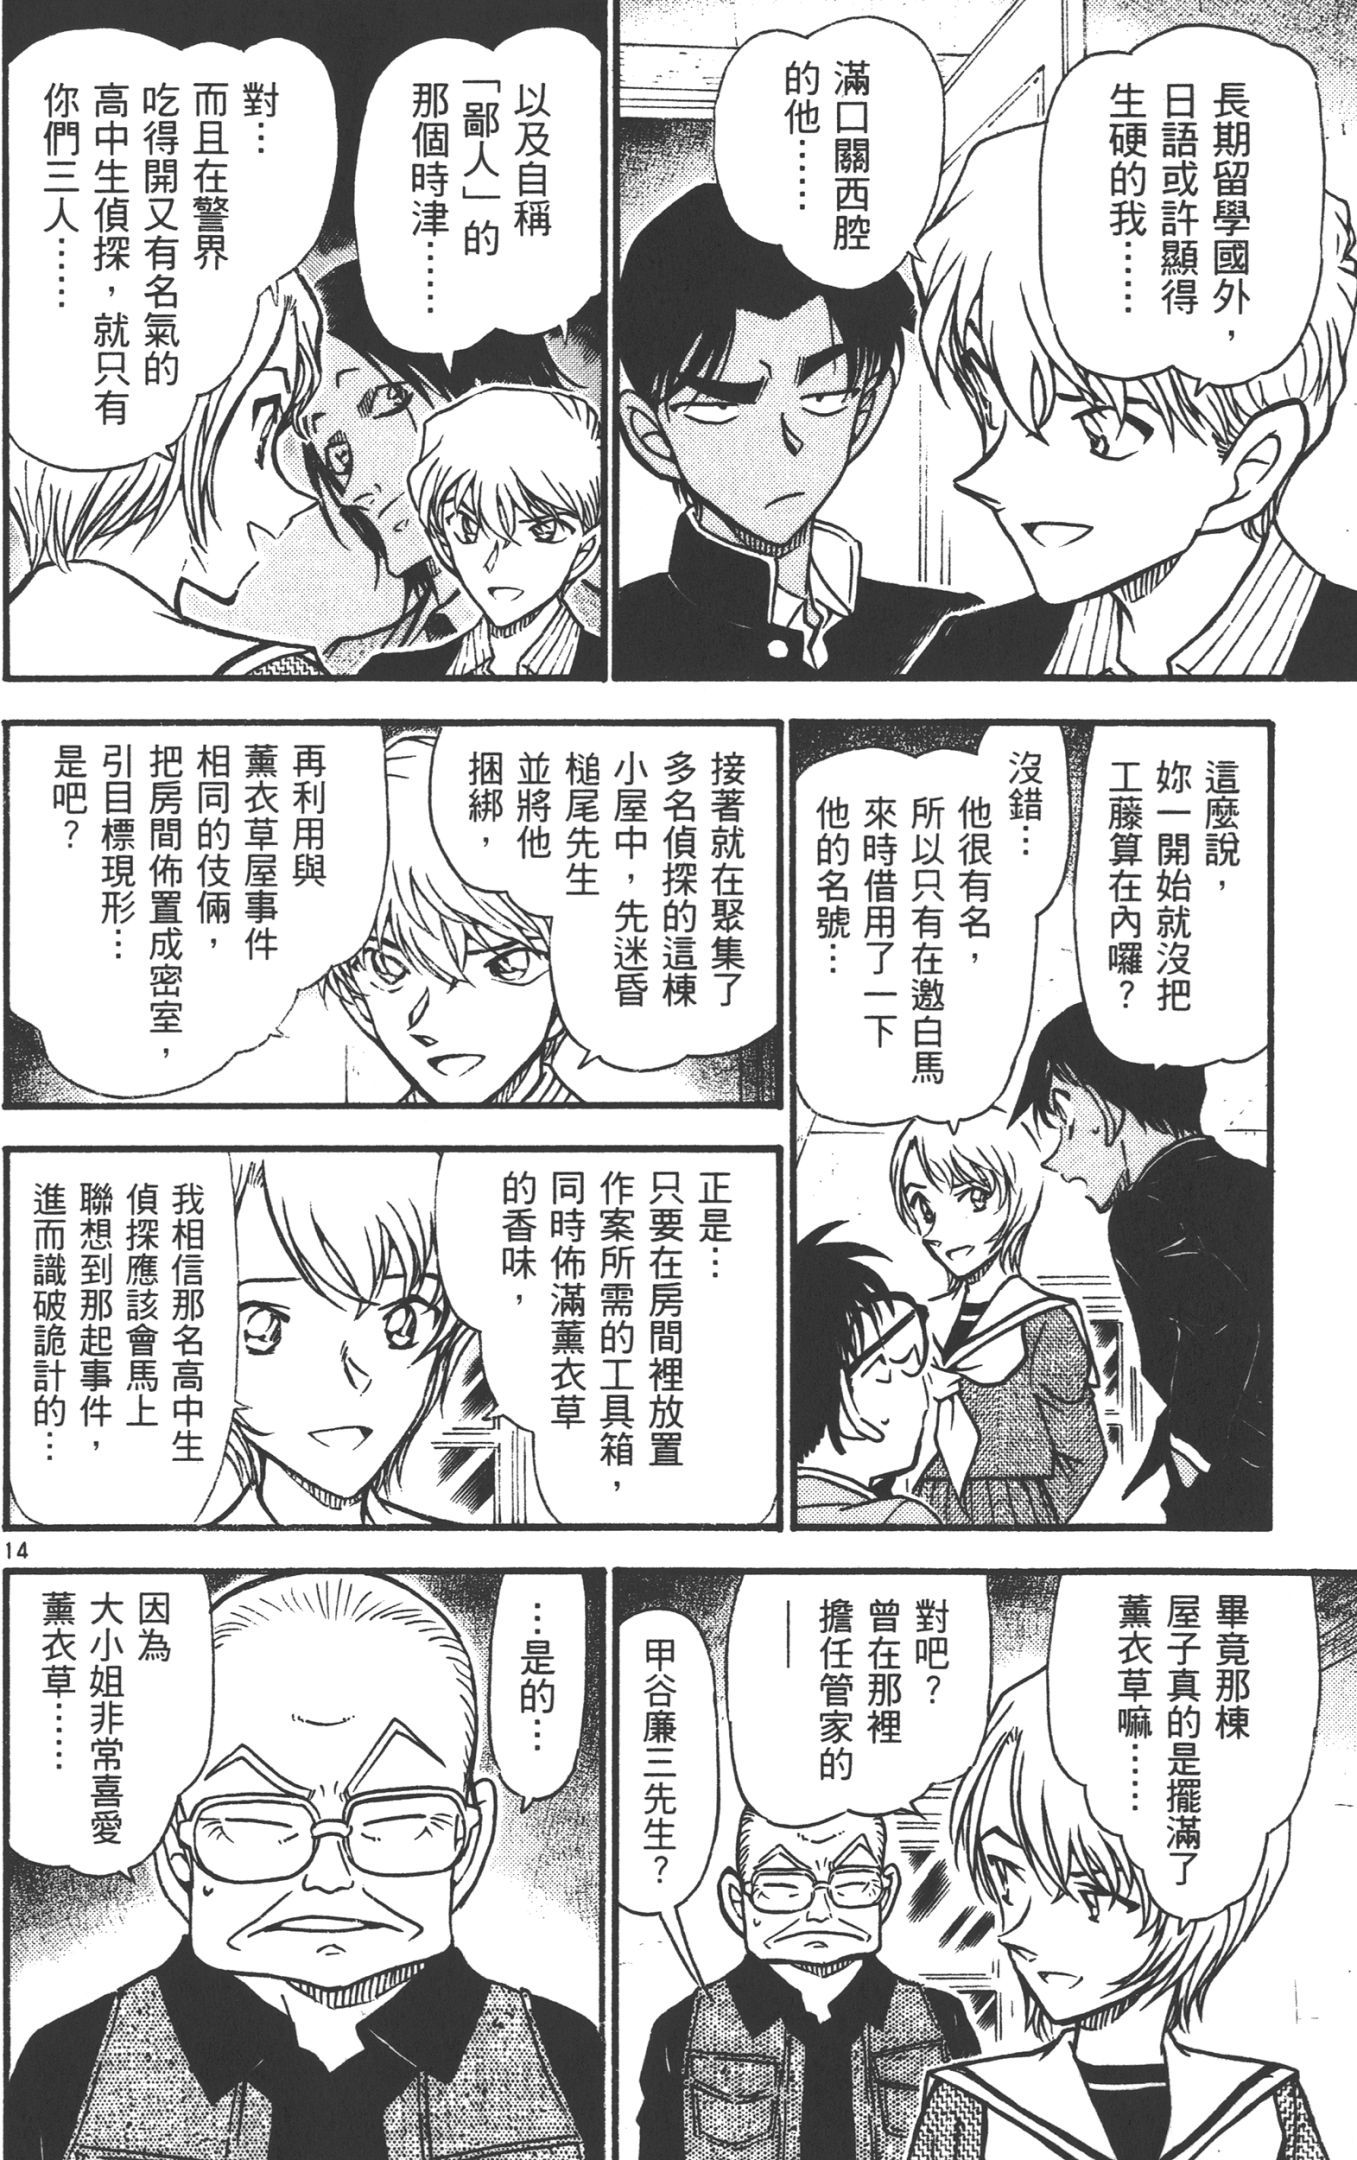 長期留學國外，
日語或許顯得
生硬的我……
滿口關西腔
的他……
以及自稱
「鄙人」的
那個時津……
對…
而且在警界
吃得開又有名氣的
高中生偵探，就只有
你們三人……
這麼說，
妳一開始就沒把
工藤算在內囉？
沒錯…
他很有名，
所以只有在邀白馬
來時借用了一下
他的名號…
接著就在聚集了
多名偵探的這棟
小屋中，先迷昏
槌尾先生
並將他
捆綁，
再利用與
薰衣草屋事件
相同的伎倆，
把房間佈置成密室，
引目標現形…
是吧？
正是…
只要在房間裡放置
作案所需的工具箱，
同時佈滿薰衣草
的香味，
我相信那名高中生
偵探應該會馬上
聯想到那起事件，
進而識破詭計的…
畢竟那棟
屋子真的是擺滿了
薰衣草嘛……
對吧？
曾在那裡
擔任管家的
——
甲谷廉三先生？
…是的…
因為
大小姐非常喜愛
薰衣草……
14